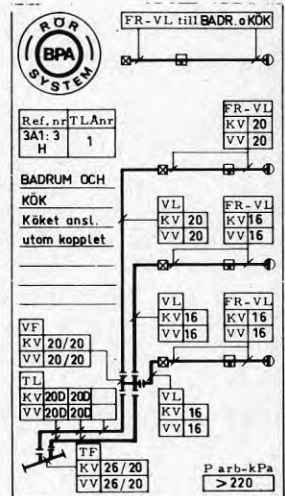 RÖR
BPA
SYSTEM
FR-VL till BADR. o KÖK
Ref. nr TLAnr
3A1: 3 H 1
BADRUM OCH
KÖK
Köket ansl.
utom kopplet
FR-VL
KV 20
VV 20
VL
KV 20
VV 20
FR-VL
KV 16
VV 16
VL
KV 16
VV 16
FR-VL
KV 16
VV 16
VF
KV 20/20
VV 20/20
TL
KV 20D 20D
VV 20D 20D
VL
KV 16
VV 16
TF
KV 26/20
VV 26/20
P arb-kPa
>220